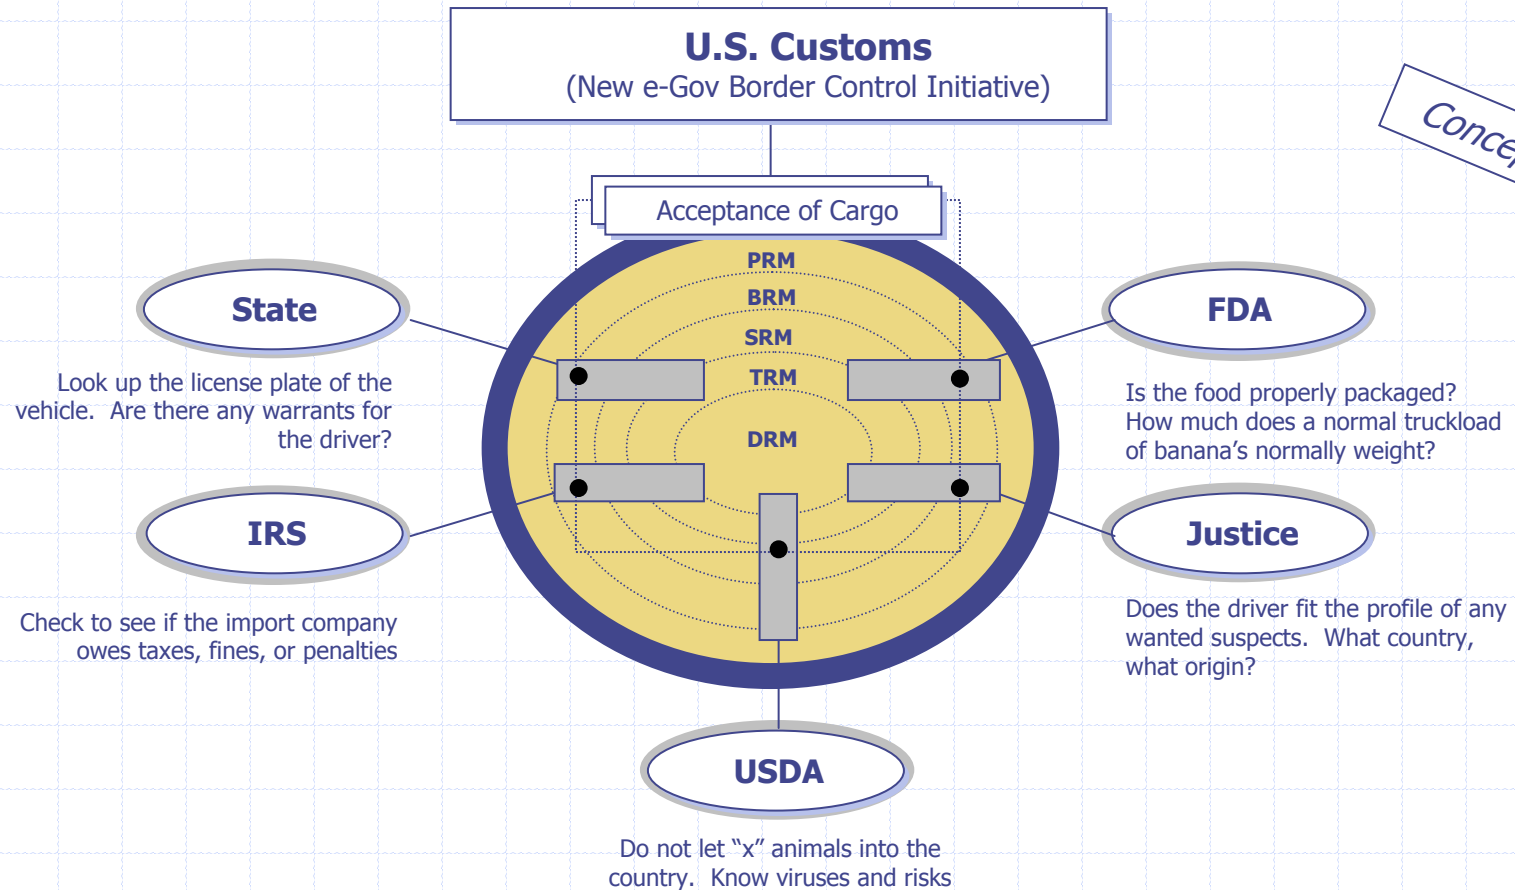 U.S. Customs
(New e-Gov Border Control Initiative)
Acceptance of Cargo
PRM
BRM
SRM
TRM
DRM
State
Look up the license plate of the
vehicle.  Are there any warrants for
the driver?
FDA
Is the food properly packaged?
How much does a normal truckload
of banana’s normally weight?
IRS
Check to see if the import company
owes taxes, fines, or penalties
Justice
Does the driver fit the profile of any
wanted suspects.  What country,
what origin?
USDA
Do not let “x” animals into the
country.  Know viruses and risks